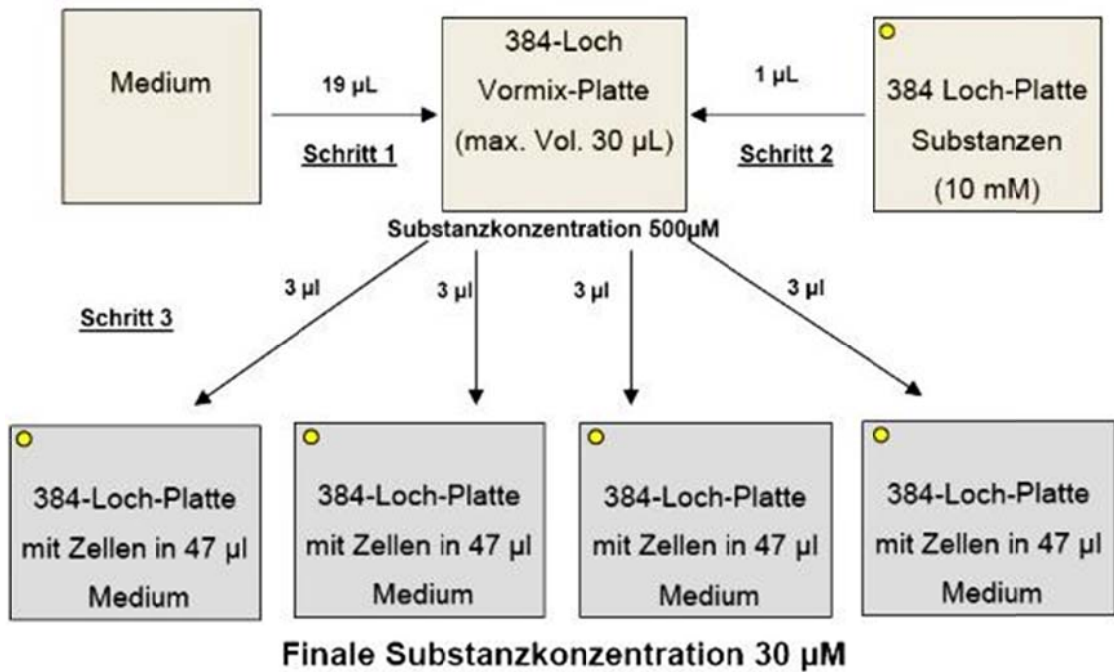 Medium
19 µL
Schritt 1
384-Loch
Vormix-Platte
(max. Vol. 30 µL)
1 µL
Schritt 2
384 Loch-Platte
Substanzen
(10 mM)
Substanzkonzentration 500µM
Schritt 3
3 µl
3 µl
3 µl
3 µl
384-Loch-Platte
mit Zellen in 47 µl
Medium
384-Loch-Platte
mit Zellen in 47 µl
Medium
384-Loch-Platte
mit Zellen in 47 µl
Medium
384-Loch-Platte
mit Zellen in 47 µl
Medium
Finale Substanzkonzentration 30 µM